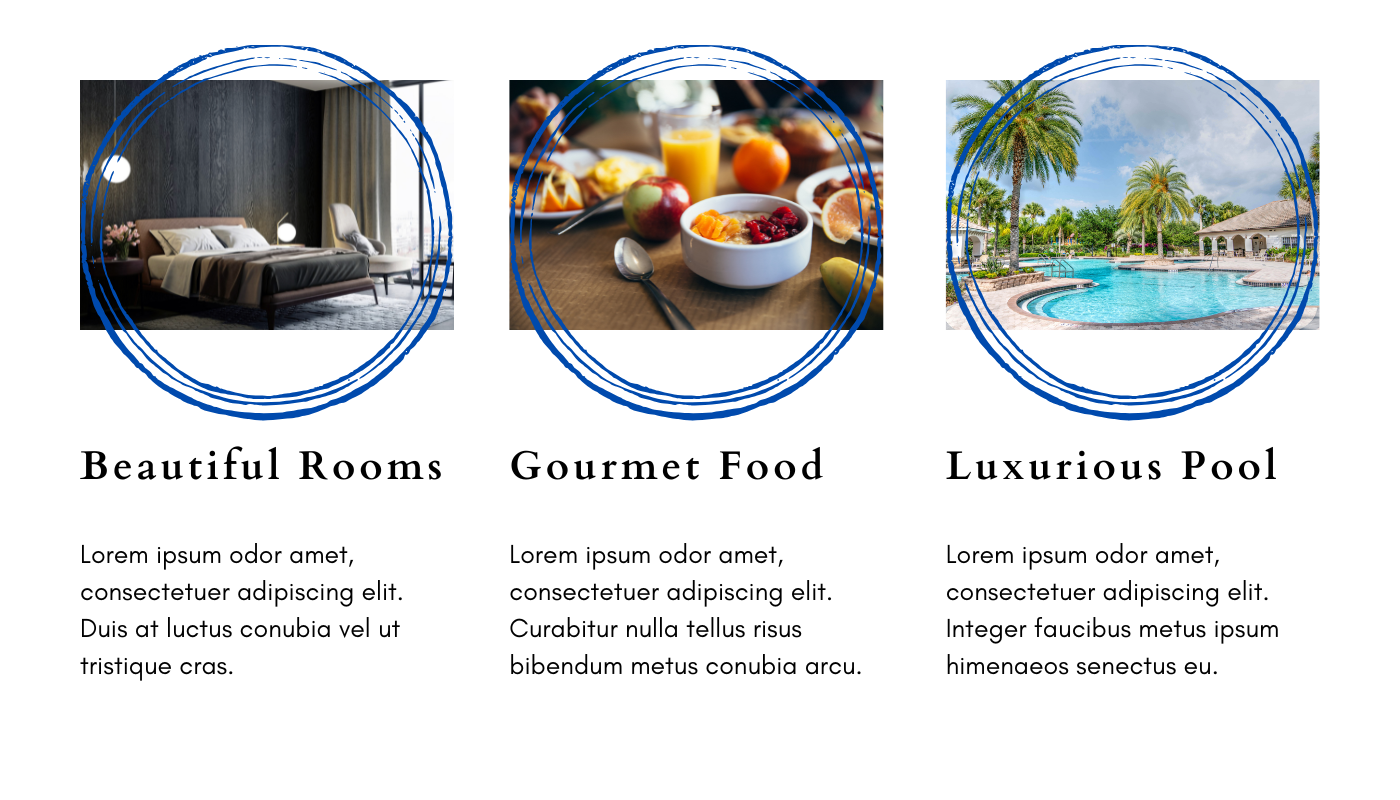 Beautiful Rooms
Lorem ipsum odor amet,
consectetuer adipiscing elit.
Duis at luctus conubia vel ut
tristique cras.
Gourmet Food
Lorem ipsum odor amet,
consectetuer adipiscing elit.
Curabitur nulla tellus risus
bibendum metus conubia arcu.
Luxurious Pool
Lorem ipsum odor amet,
consectetuer adipiscing elit.
Integer faucibus metus ipsum
himenaeos senectus eu.